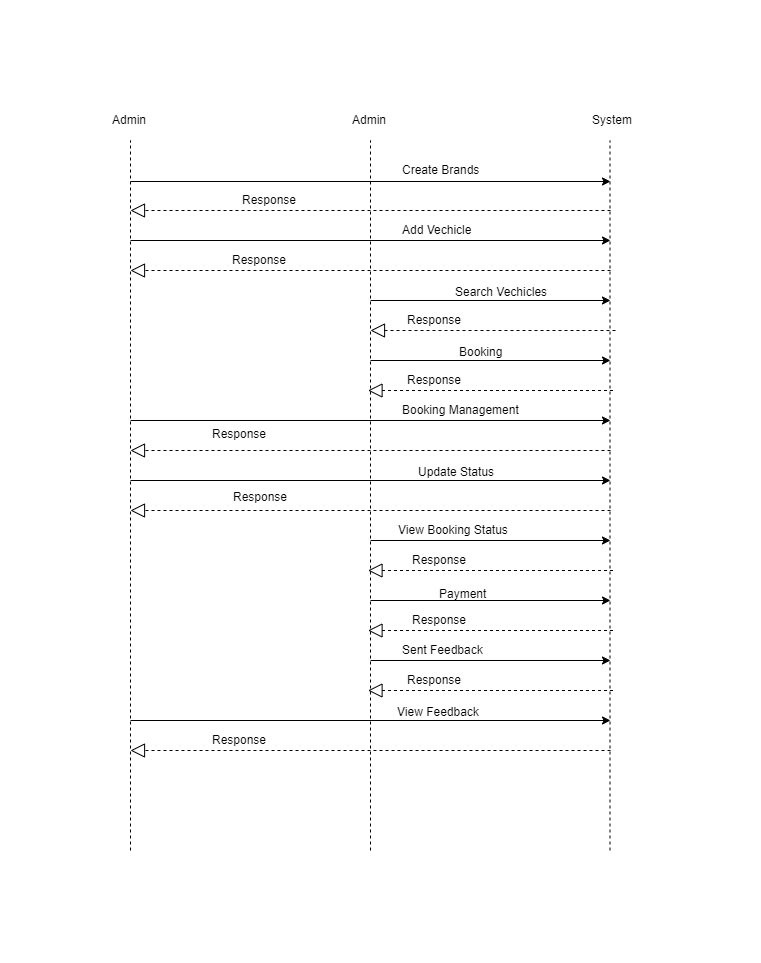 Admin
Admin
System
Create Brands
Response
Add Vechicle
Response
Search Vechicles
Response
Booking
Response
Booking Management
Response
Update Status
Response
View Booking Status
Response
Payment
Response
Sent Feedback
Response
View Feedback
Response